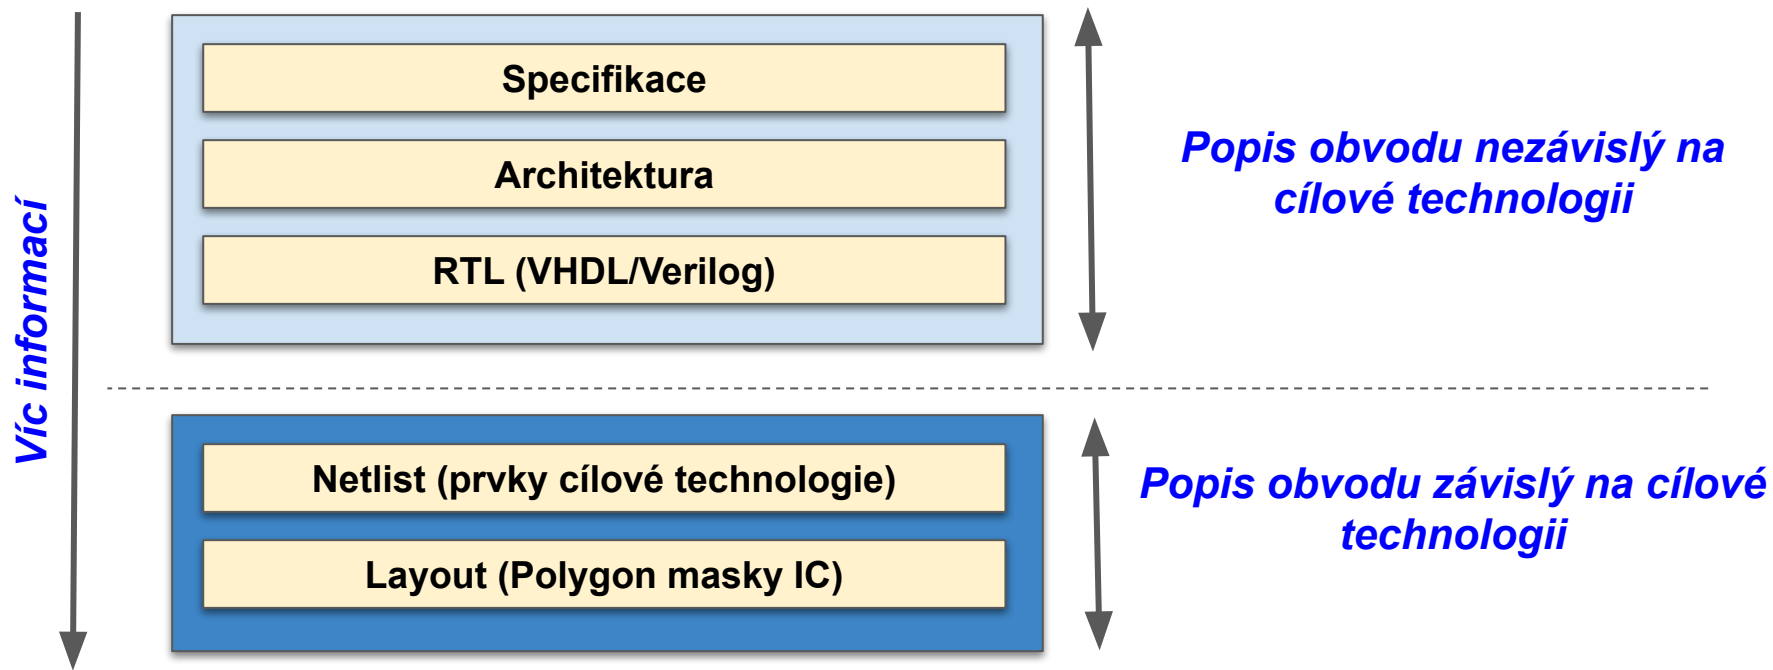 Víc informací
Specifikace
Architektura
RTL (VHDL/Verilog)
Popis obvodu nezávislý na
cílové technologii
Netlist (prvky cílové technologie)
Layout (Polygon masky IC)
Popis obvodu závislý na cílové
technologii